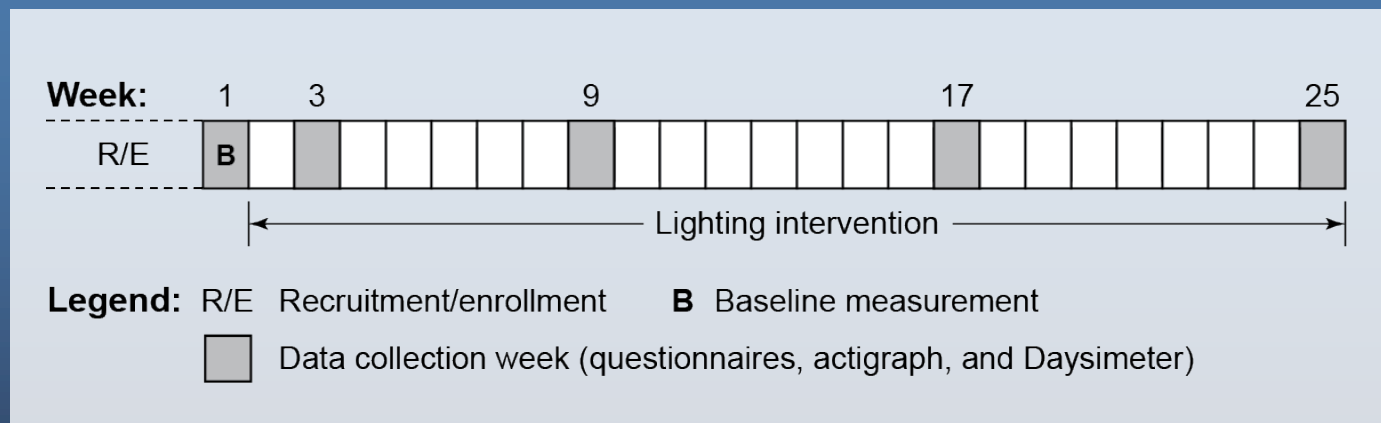 Week: 1 3 9 17 25
R/E B
Lighting intervention
Legend: R/E Recruitment/enrollment B Baseline measurement
Data collection week (questionnaires, actigraph, and Daysimeter)